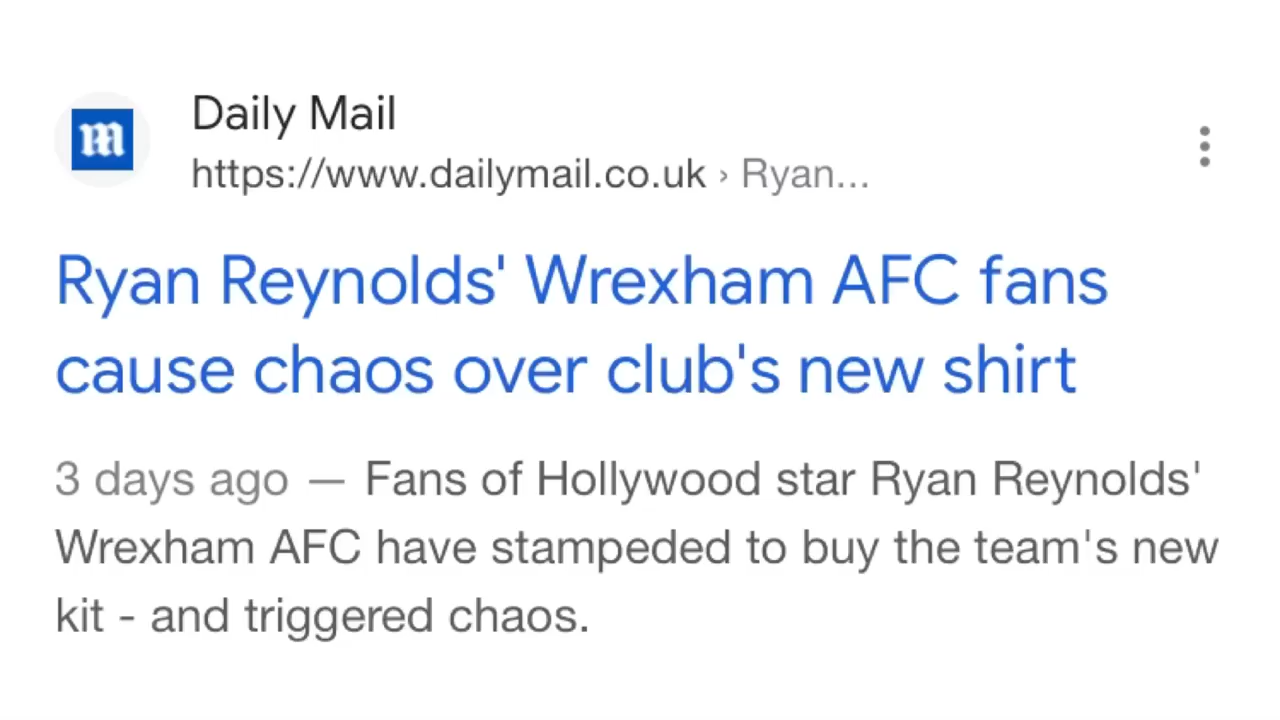 Daily Mail
https://www.dailymail.co.uk › Ryan...
Ryan Reynolds' Wrexham AFC fans
cause chaos over club's new shirt
3 days ago — Fans of Hollywood star Ryan Reynolds'
Wrexham AFC have stampeded to buy the team's new
kit - and triggered chaos.